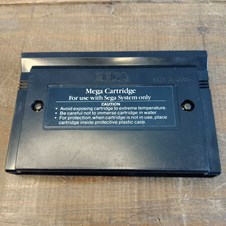 SEGA
Mega Cartridge
For use with Sega System only
CAUTION
• Avoid exposing cartridge to extreme temperature.
• Be careful not to immerse cartridge in water.
• For protection when cartridge is not in use, place
cartridge inside protective plastic case.